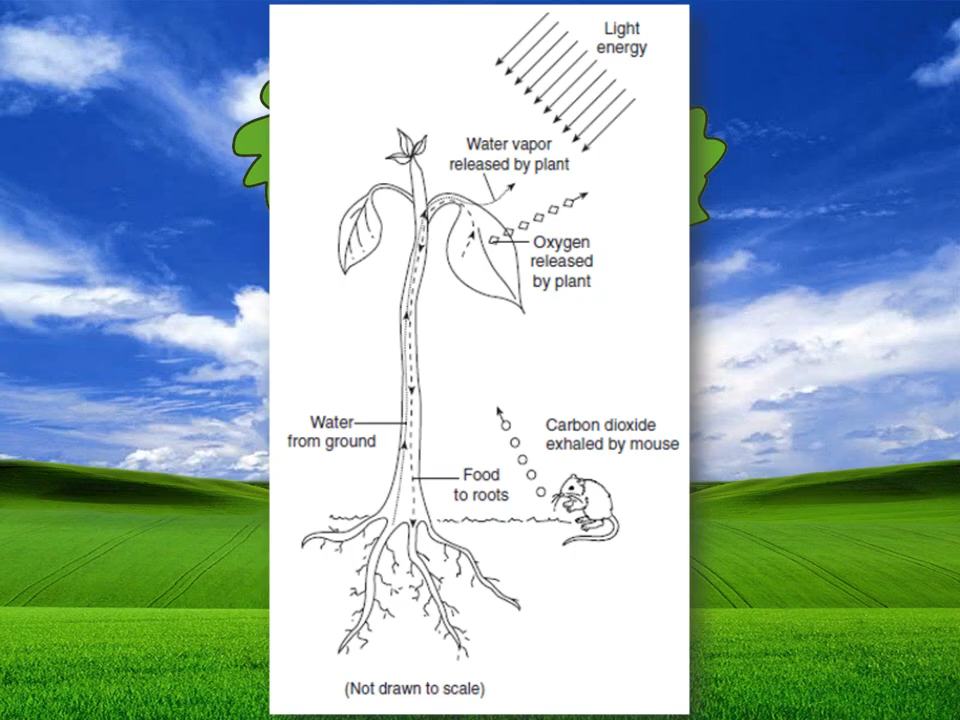 Light
energy
Water vapor
released by plant
Oxygen
released
by plant
Water
from ground
Carbon dioxide
exhaled by mouse
Food
to roots
(Not drawn to scale)